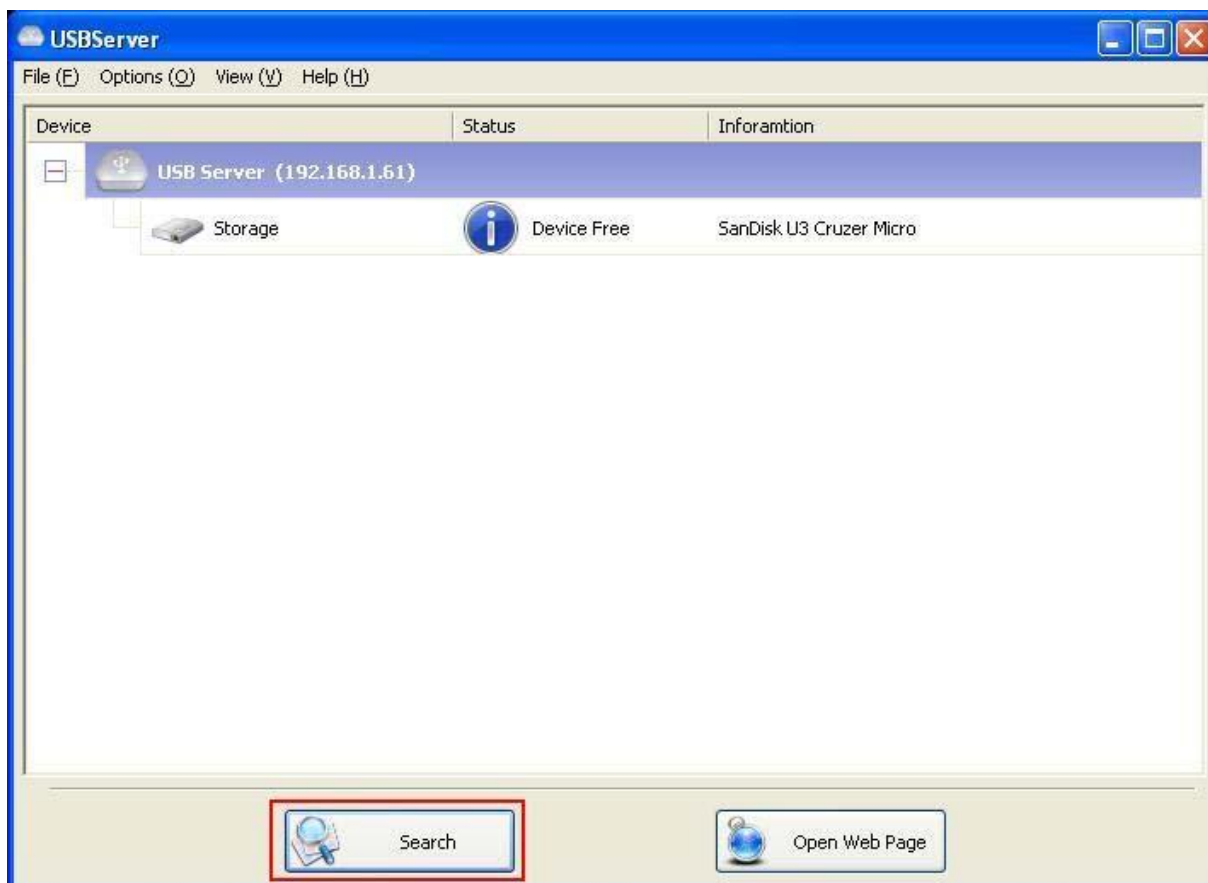 USBServer
File (F) Options (O) View (V) Help (H)
Device Status Inforamtion
USB Server (192.168.1.61)
Storage Device Free SanDisk U3 Cruzer Micro
Search Open Web Page